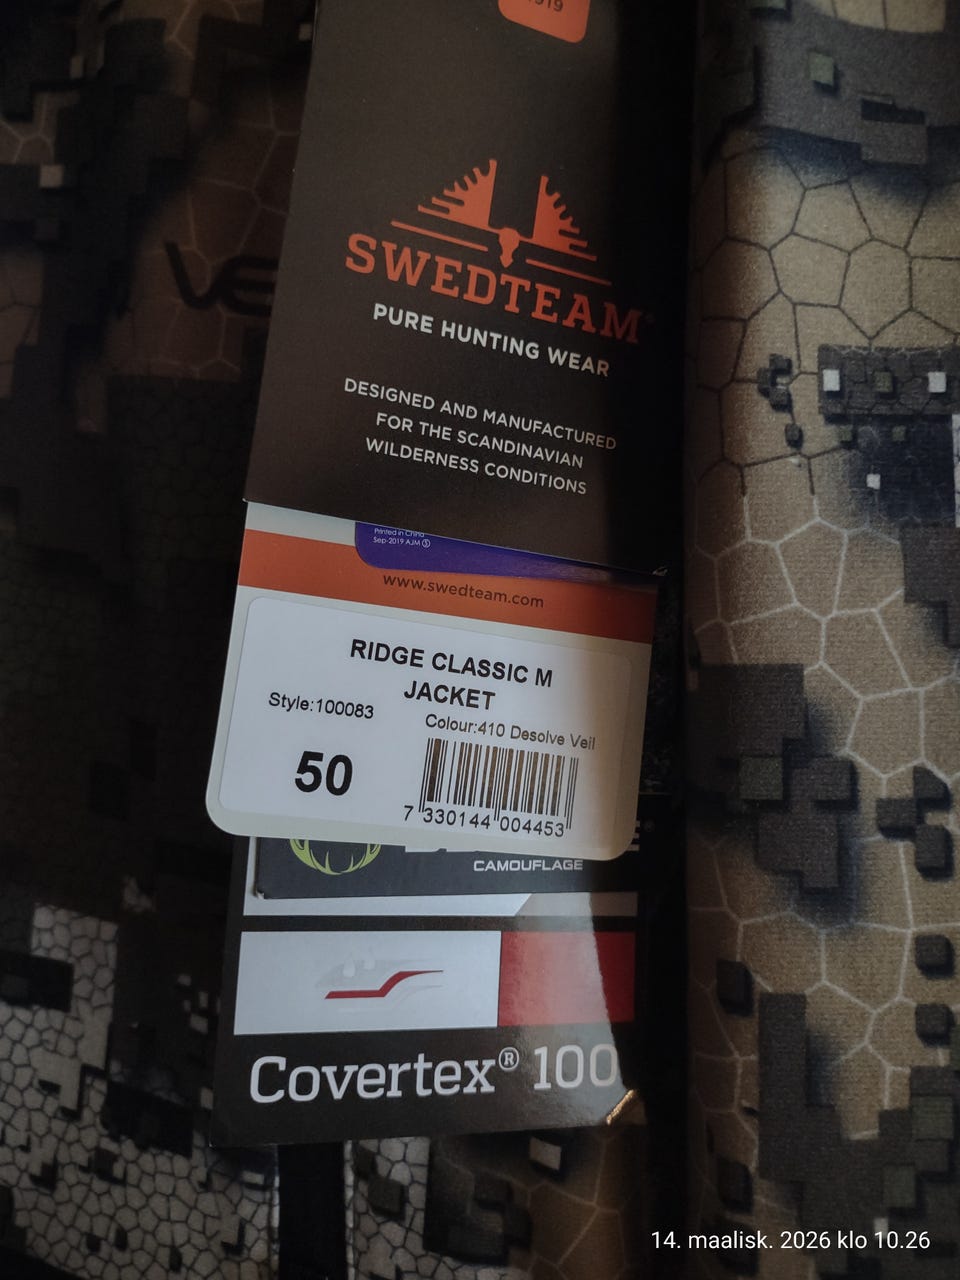 1919
SWEDTEAM®
PURE HUNTING WEAR
DESIGNED AND MANUFACTURED
FOR THE SCANDINAVIAN
WILDERNESS CONDITIONS
VE
Printed in China
Sep-2019 AJM ⓢ
www.swedteam.com
RIDGE CLASSIC M
JACKET
Style:100083
Colour:410 Desolve Veil
50
7 330144 004453
CAMOUFLAGE
Covertex® 100
14. maalisk. 2026 klo 10.26